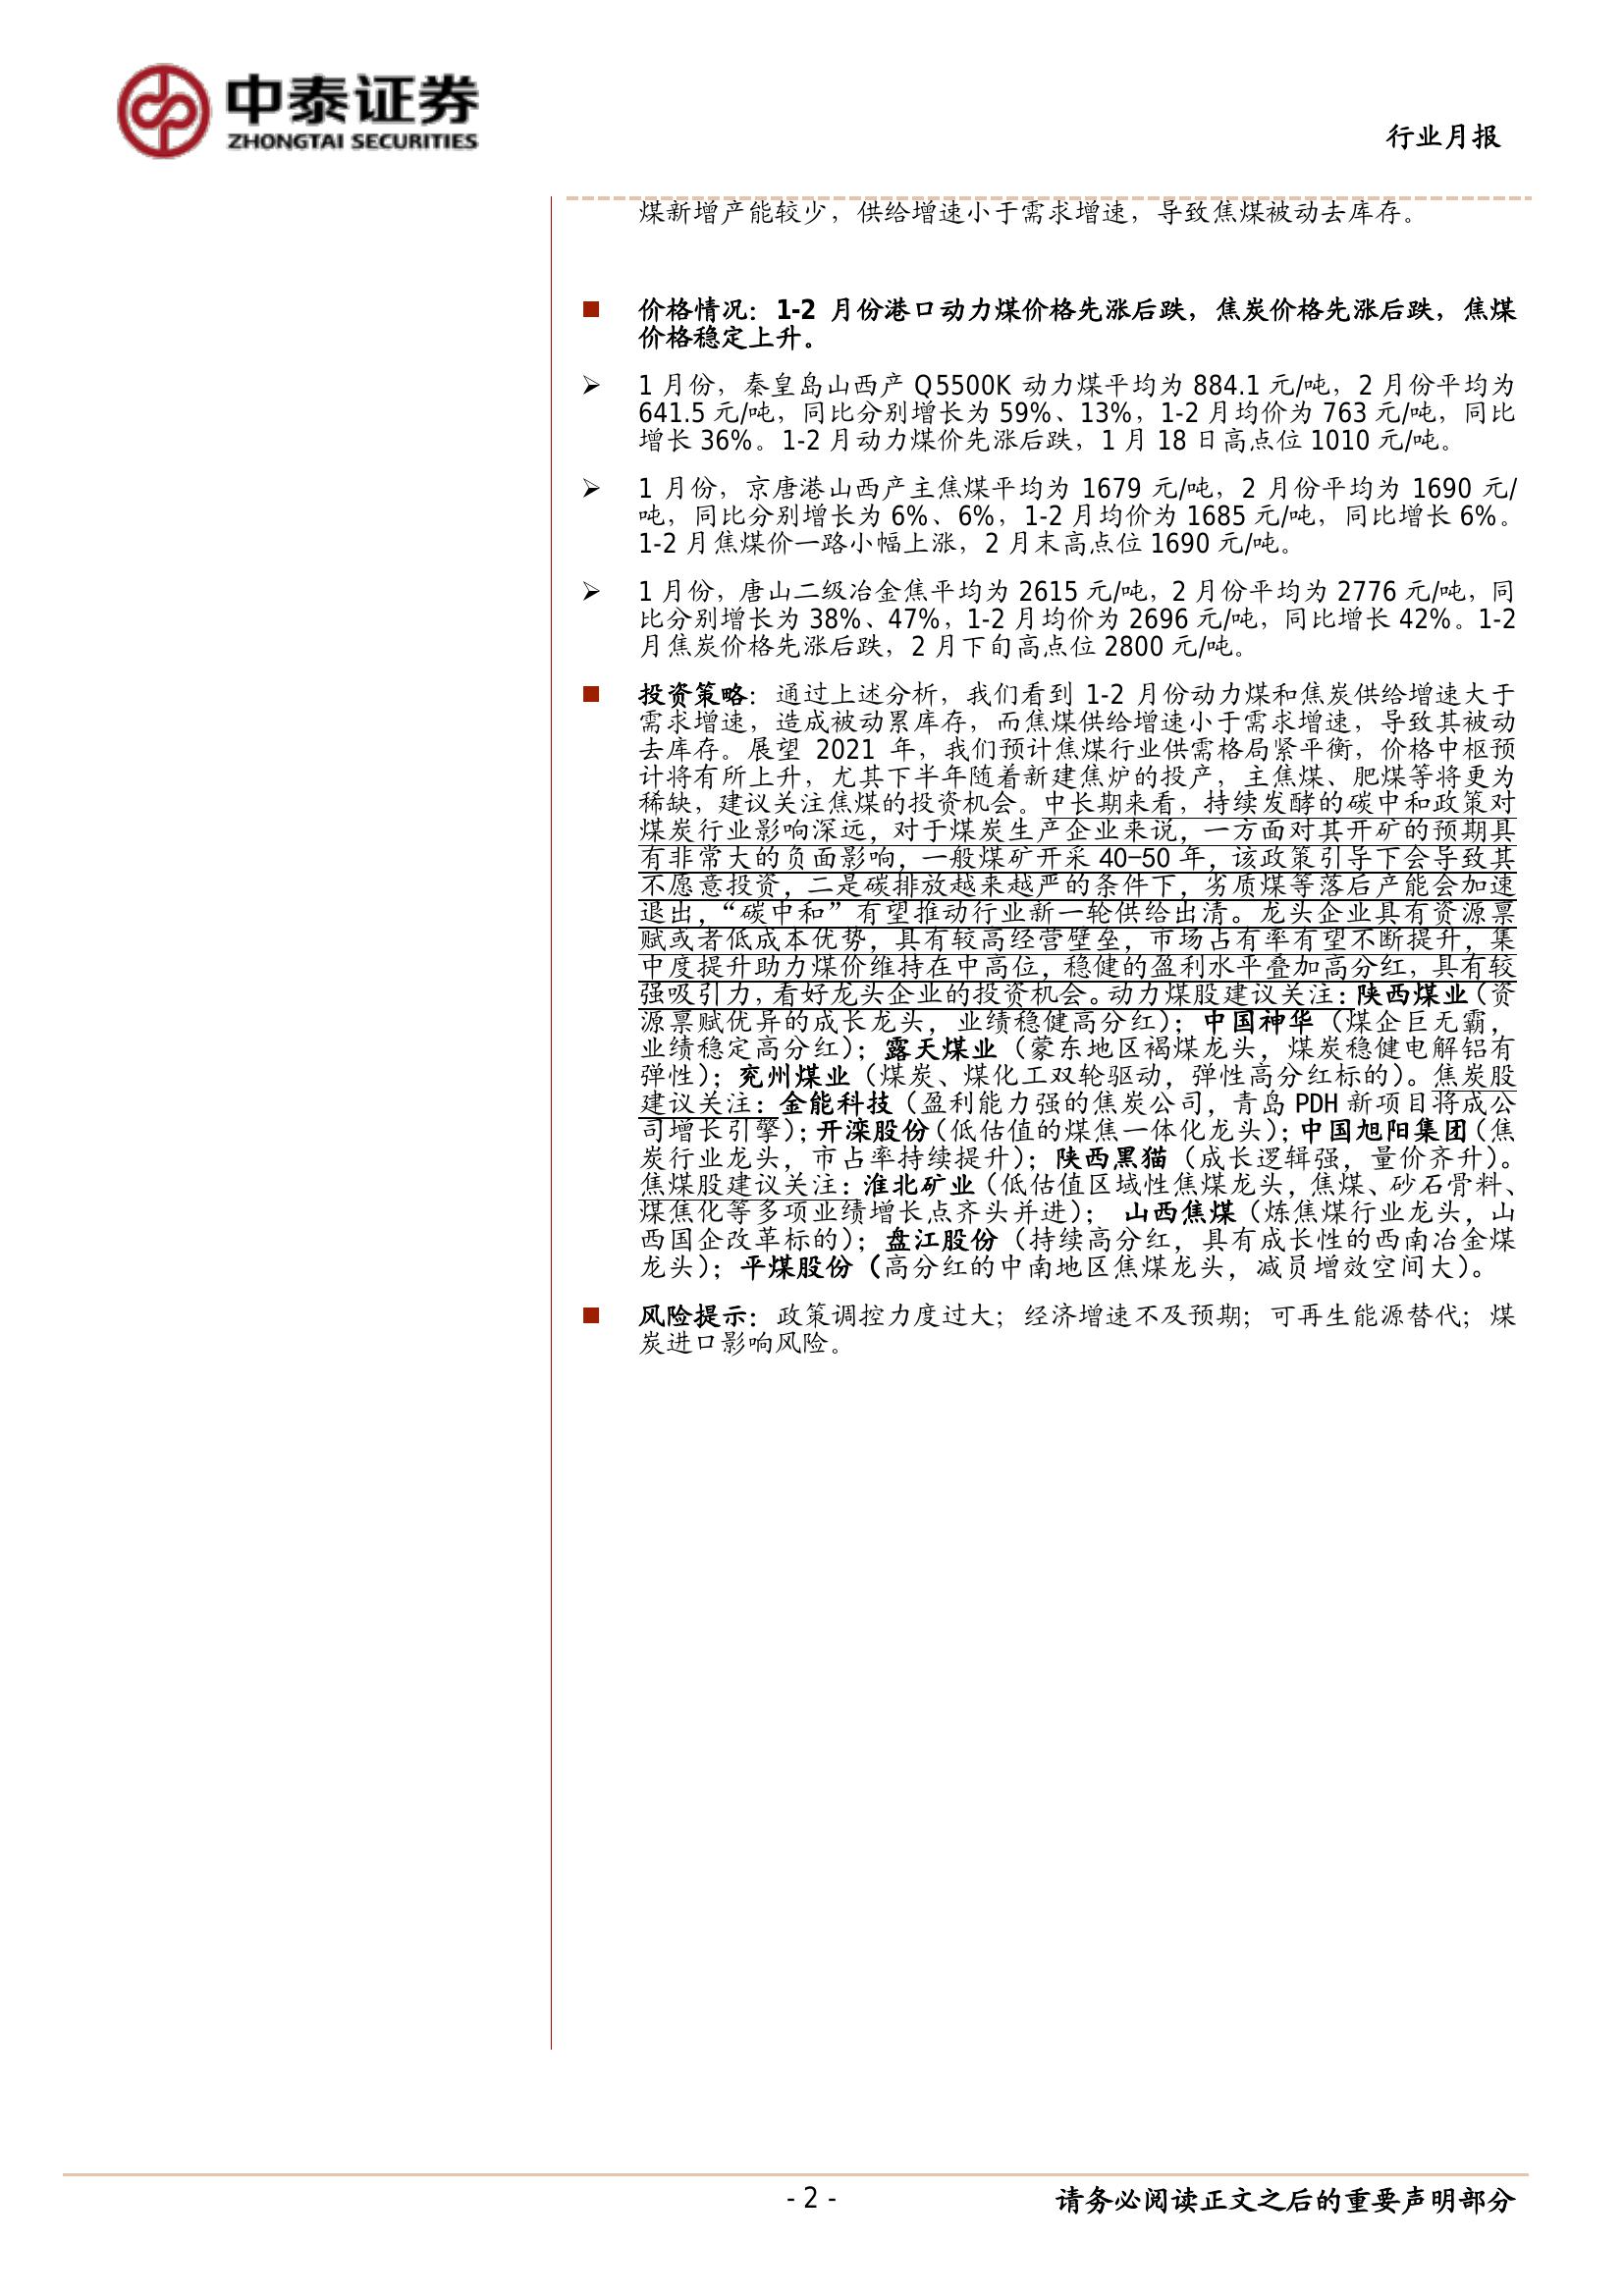 中泰证券
ZHONGTAI SECURITIES
行业月报
煤新增产能较少，供给增速小于需求增速，导致焦煤被动去库存。
■ 价格情况：1-2 月份港口动力煤价格先涨后跌，焦炭价格先涨后跌，焦煤
价格稳定上升。
➢ 1 月份，秦皇岛山西产 Q5500K 动力煤平均为 884.1 元/吨，2 月份平均为
641.5 元/吨，同比分别增长为 59%、13%，1-2 月均价为 763 元/吨，同比
增长 36%。1-2 月动力煤价先涨后跌，1 月 18 日高点位 1010 元/吨。
➢ 1 月份，京唐港山西产主焦煤平均为 1679 元/吨，2 月份平均为 1690 元/
吨，同比分别增长为 6%、6%，1-2 月均价为 1685 元/吨，同比增长 6%。
1-2 月焦煤价一路小幅上涨，2 月末高点位 1690 元/吨。
➢ 1 月份，唐山二级冶金焦平均为 2615 元/吨，2 月份平均为 2776 元/吨，同
比分别增长为 38%、47%，1-2 月均价为 2696 元/吨，同比增长 42%。1-2
月焦炭价格先涨后跌，2 月下旬高点位 2800 元/吨。
■ 投资策略：通过上述分析，我们看到 1-2 月份动力煤和焦炭供给增速大于
需求增速，造成被动累库存，而焦煤供给增速小于需求增速，导致其被动
去库存。展望 2021 年，我们预计焦煤行业供需格局紧平衡，价格中枢预
计将有所上升，尤其下半年随着新建焦炉的投产，主焦煤、肥煤等将更为
稀缺，建议关注焦煤的投资机会。中长期来看，持续发酵的碳中和政策对
煤炭行业影响深远，对于煤炭生产企业来说，一方面对其开矿的预期具
有非常大的负面影响，一般煤矿开采 40-50 年，该政策引导下会导致其
不愿意投资，二是碳排放越来越严的条件下，劣质煤等落后产能会加速
退出，“碳中和”有望推动行业新一轮供给出清。龙头企业具有资源禀
赋或者低成本优势，具有较高经营壁垒，市场占有率有望不断提升，集
中度提升助力煤价维持在中高位，稳健的盈利水平叠加高分红，具有较
强吸引力，看好龙头企业的投资机会。动力煤股建议关注：陕西煤业（资
源禀赋优异的成长龙头，业绩稳健高分红）；中国神华（煤企巨无霸，
业绩稳定高分红）；露天煤业（蒙东地区褐煤龙头，煤炭稳健电解铝有
弹性）；兖州煤业（煤炭、煤化工双轮驱动，弹性高分红标的）。焦炭股
建议关注：金能科技（盈利能力强的焦炭公司，青岛 PDH 新项目将成公
司增长引擎）；开滦股份（低估值的煤焦一体化龙头）；中国旭阳集团（焦
炭行业龙头，市占率持续提升）；陕西黑猫（成长逻辑强，量价齐升）。
焦煤股建议关注：淮北矿业（低估值区域性焦煤龙头，焦煤、砂石骨料、
煤焦化等多项业绩增长点齐头并进）； 山西焦煤（炼焦煤行业龙头，山
西国企改革标的）；盘江股份（持续高分红，具有成长性的西南冶金煤
龙头）；平煤股份（高分红的中南地区焦煤龙头，减员增效空间大）。
■ 风险提示：政策调控力度过大；经济增速不及预期；可再生能源替代；煤
炭进口影响风险。
- 2 -
请务必阅读正文之后的重要声明部分